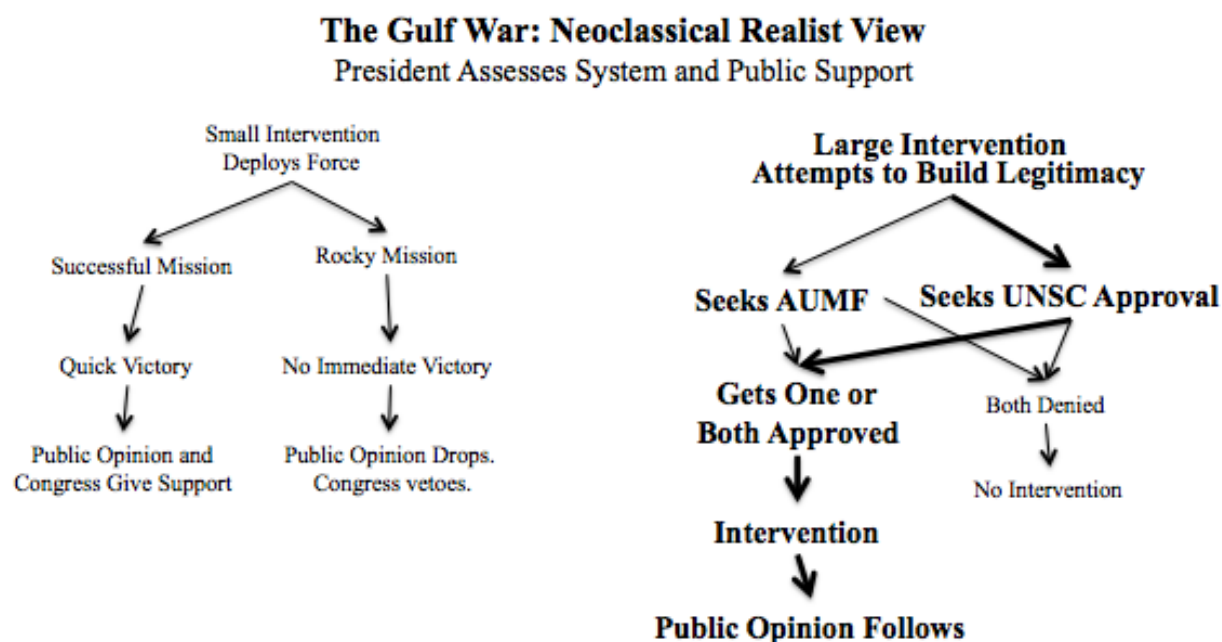 The Gulf War: Neoclassical Realist View
President Assesses System and Public Support
Small Intervention
Deploys Force
Successful Mission
Rocky Mission
Quick Victory
No Immediate Victory
Public Opinion and
Congress Give Support
Public Opinion Drops.
Congress vetoes.
Large Intervention
Attempts to Build Legitimacy
Seeks AUMF
Seeks UNSC Approval
Gets One or
Both Approved
Both Denied
No Intervention
Intervention
Public Opinion Follows